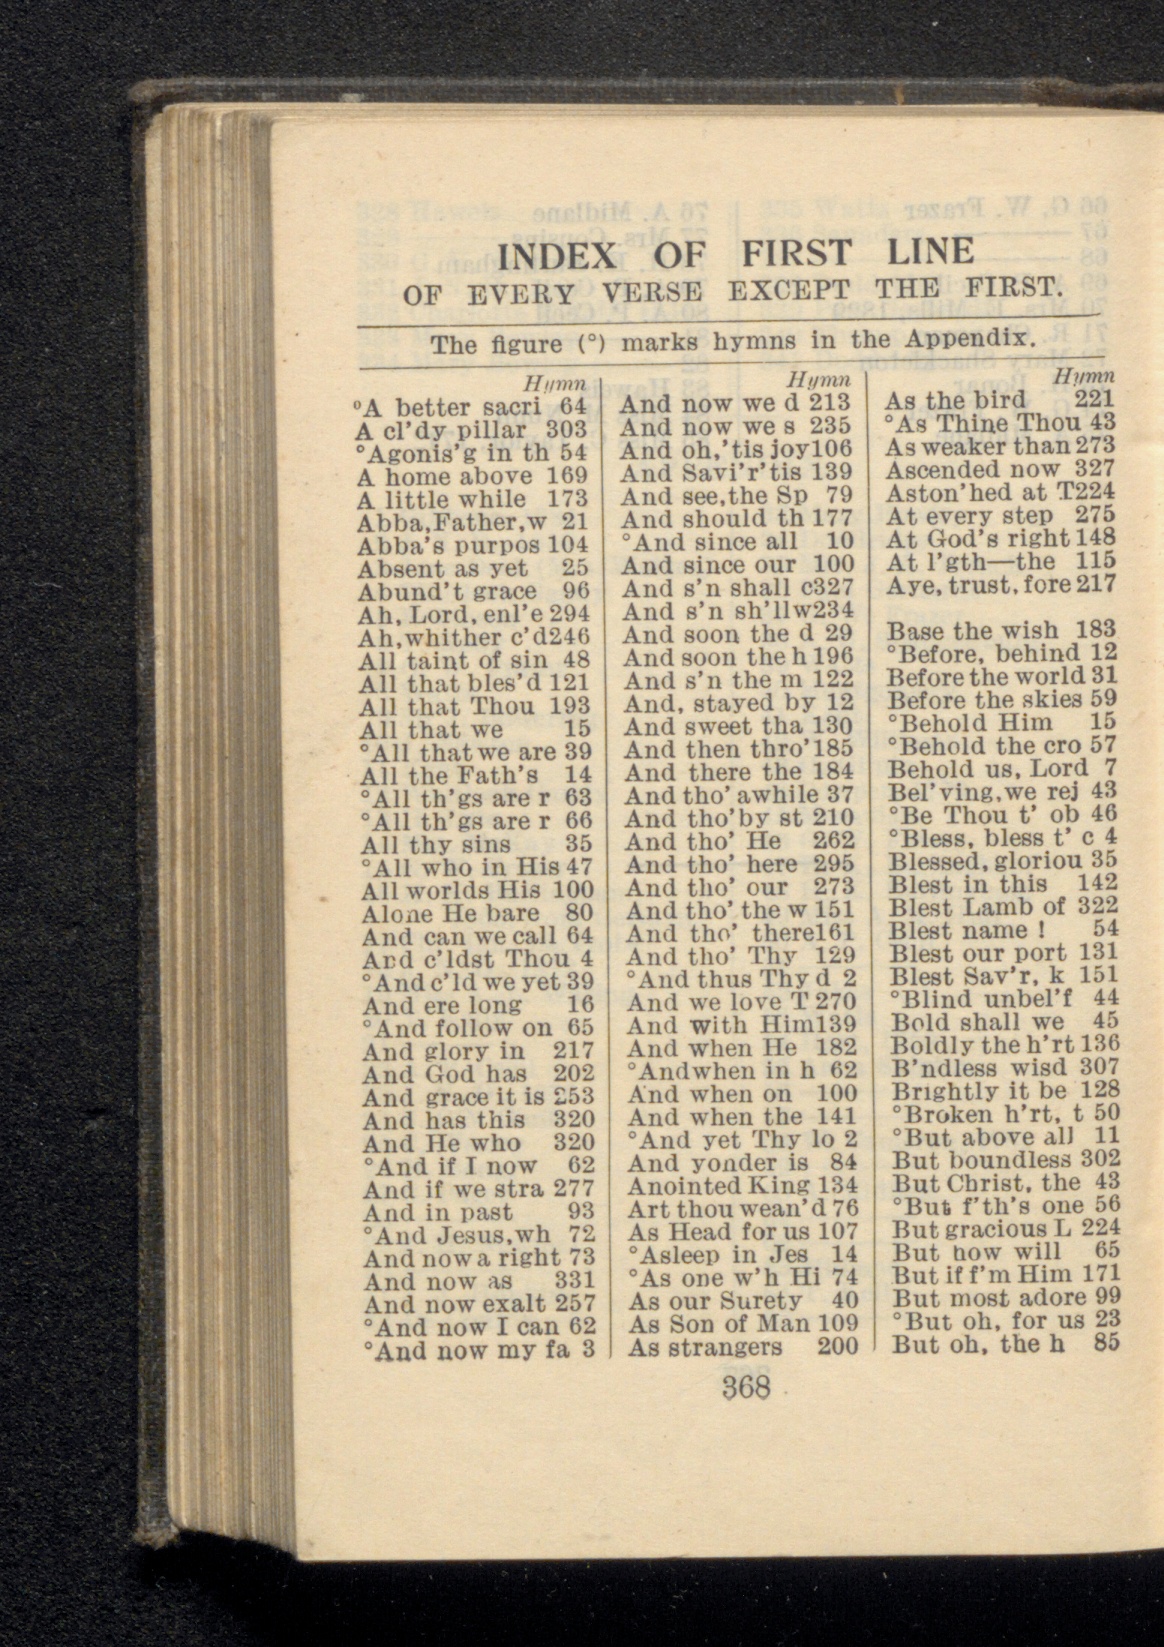 INDEX OF FIRST LINE
OF EVERY VERSE EXCEPT THE FIRST.
The figure (°) marks hymns in the Appendix.
Hymn
°A better sacri 64
A cl'dy pillar 303
°Agonis'g in th 54
A home above 169
A little while 173
Abba,Father,w 21
Abba's purpos 104
Absent as yet 25
Abund't grace 96
Ah, Lord, enl'e 294
Ah,whither c'd246
All taint of sin 48
All that bles'd 121
All that Thou 193
All that we 15
°All that we are 39
All the Fath's 14
°All th'gs are r 63
°All th'gs are r 66
All thy sins 35
°All who in His 47
All worlds His 100
Alone He bare 80
And can we call 64
And c'ldst Thou 4
°And c'ld we yet 39
And ere long 16
°And follow on 65
And glory in 217
And God has 202
And grace it is 253
And has this 320
And He who 320
°And if I now 62
And if we stra 277
And in past 93
°And Jesus,wh 72
And now a right 73
And now as 331
And now exalt 257
°And now I can 62
°And now my fa 3
Hymn
And now we d 213
And now we s 235
And oh,'tis joy106
And Savi'r'tis 139
And see,the Sp 79
And should th 177
°And since all 10
And since our 100
And s'n shall c327
And s'n sh'll w234
And soon the d 29
And soon the h 196
And s'n the m 122
And, stayed by 12
And sweet tha 130
And then thro'185
And there the 184
And tho' awhile 37
And tho'by st 210
And tho' He 262
And tho' here 295
And tho' our 273
And tho' the w 151
And tho' there161
And tho' Thy 129
°And thus Thy d 2
And we love T 270
And with Him139
And when He 182
°And when in h 62
And when on 100
And when the 141
°And yet Thy lo 2
And yonder is 84
Anointed King 134
Art thou wean'd 76
As Head for us 107
°Asleep in Jes 14
°As one w'h Hi 74
As our Surety 40
As Son of Man 109
As strangers 200
Hymn
As the bird 221
°As Thine Thou 43
As weaker than 273
Ascended now 327
Aston'hed at T224
At every step 275
At God's right 148
At l'gth—the 115
Aye, trust, fore 217
Base the wish 183
°Before, behind 12
Before the world 31
Before the skies 59
°Behold Him 15
°Behold the cro 57
Behold us, Lord 7
Bel'ving,we rej 43
°Be Thou t' ob 46
°Bless, bless t' c 4
Blessed, gloriou 35
Blest in this 142
Blest Lamb of 322
Blest name ! 54
Blest our port 131
Blest Sav'r, k 151
°Blind unbel'f 44
Bold shall we 45
Boldly the h'rt 136
B'ndless wisd 307
Brightly it be 128
°Broken h'rt, t 50
°But above all 11
But boundless 302
But Christ, the 43
°But f'th's one 56
But gracious L 224
But how will 65
But if f'm Him 171
But most adore 99
°But oh, for us 23
But oh, the h 85
368